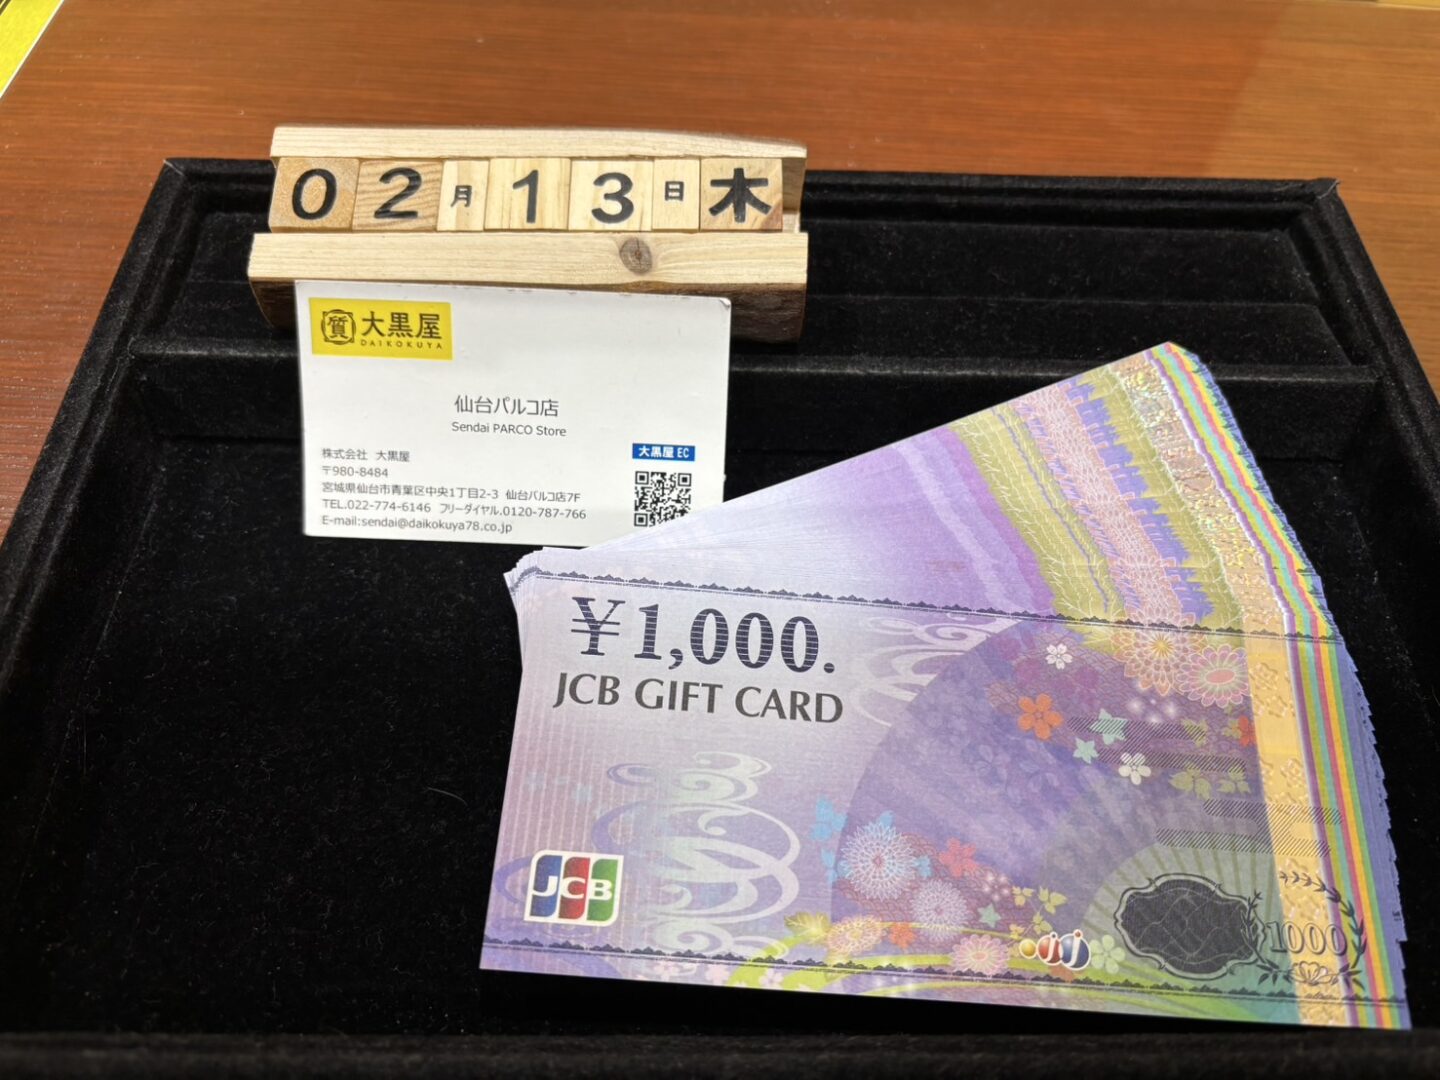 02月13日木
質 大黒屋
DAIKOKUYA
仙台パルコ店
Sendai PARCO Store
株式会社 大黒屋
〒980-8484
宮城県仙台市青葉区中央1丁目2-3 仙台パルコ店7F
TEL.022-774-6146 フリーダイヤル.0120-787-766
E-mail:sendai@daikokuya78.co.jp
大黒屋 EC
¥1,000.
JCB GIFT CARD
JCB
1000